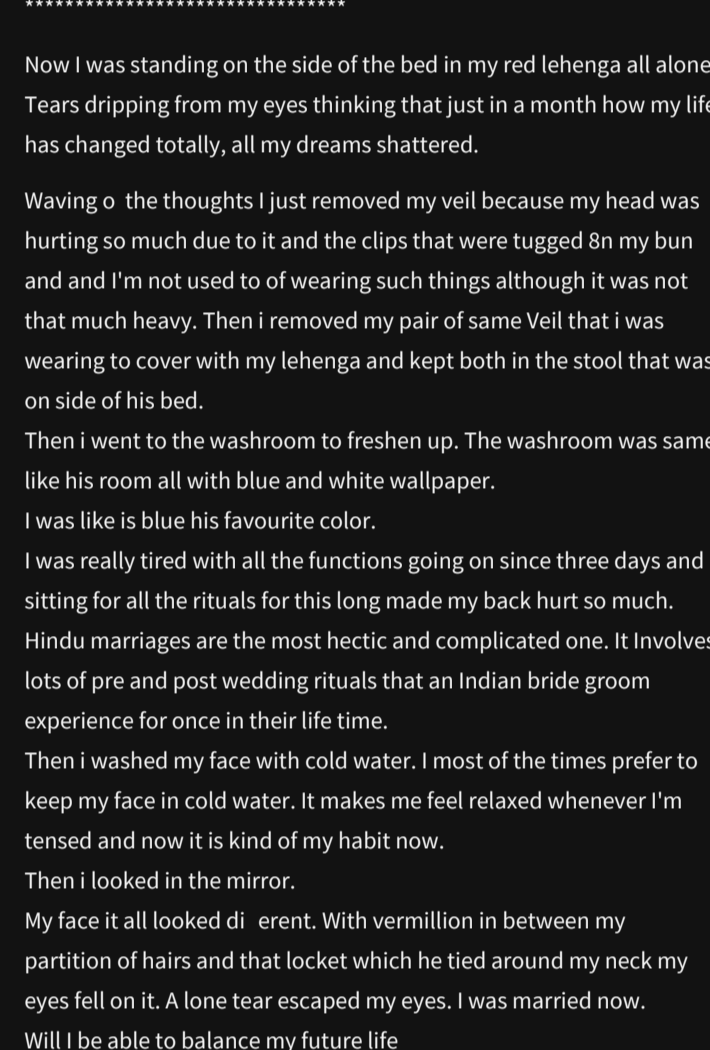 ********************************
Now I was standing on the side of the bed in my red lehenga all alone
Tears dripping from my eyes thinking that just in a month how my life
has changed totally, all my dreams shattered.
Waving o the thoughts I just removed my veil because my head was
hurting so much due to it and the clips that were tugged 8n my bun
and and I'm not used to of wearing such things although it was not
that much heavy. Then i removed my pair of same Veil that i was
wearing to cover with my lehenga and kept both in the stool that was
on side of his bed.
Then i went to the washroom to freshen up. The washroom was same
like his room all with blue and white wallpaper.
I was like is blue his favourite color.
I was really tired with all the functions going on since three days and
sitting for all the rituals for this long made my back hurt so much.
Hindu marriages are the most hectic and complicated one. It Involves
lots of pre and post wedding rituals that an Indian bride groom
experience for once in their life time.
Then i washed my face with cold water. I most of the times prefer to
keep my face in cold water. It makes me feel relaxed whenever I'm
tensed and now it is kind of my habit now.
Then i looked in the mirror.
My face it all looked di erent. With vermillion in between my
partition of hairs and that locket which he tied around my neck my
eyes fell on it. A lone tear escaped my eyes. I was married now.
Will I be able to balance my future life